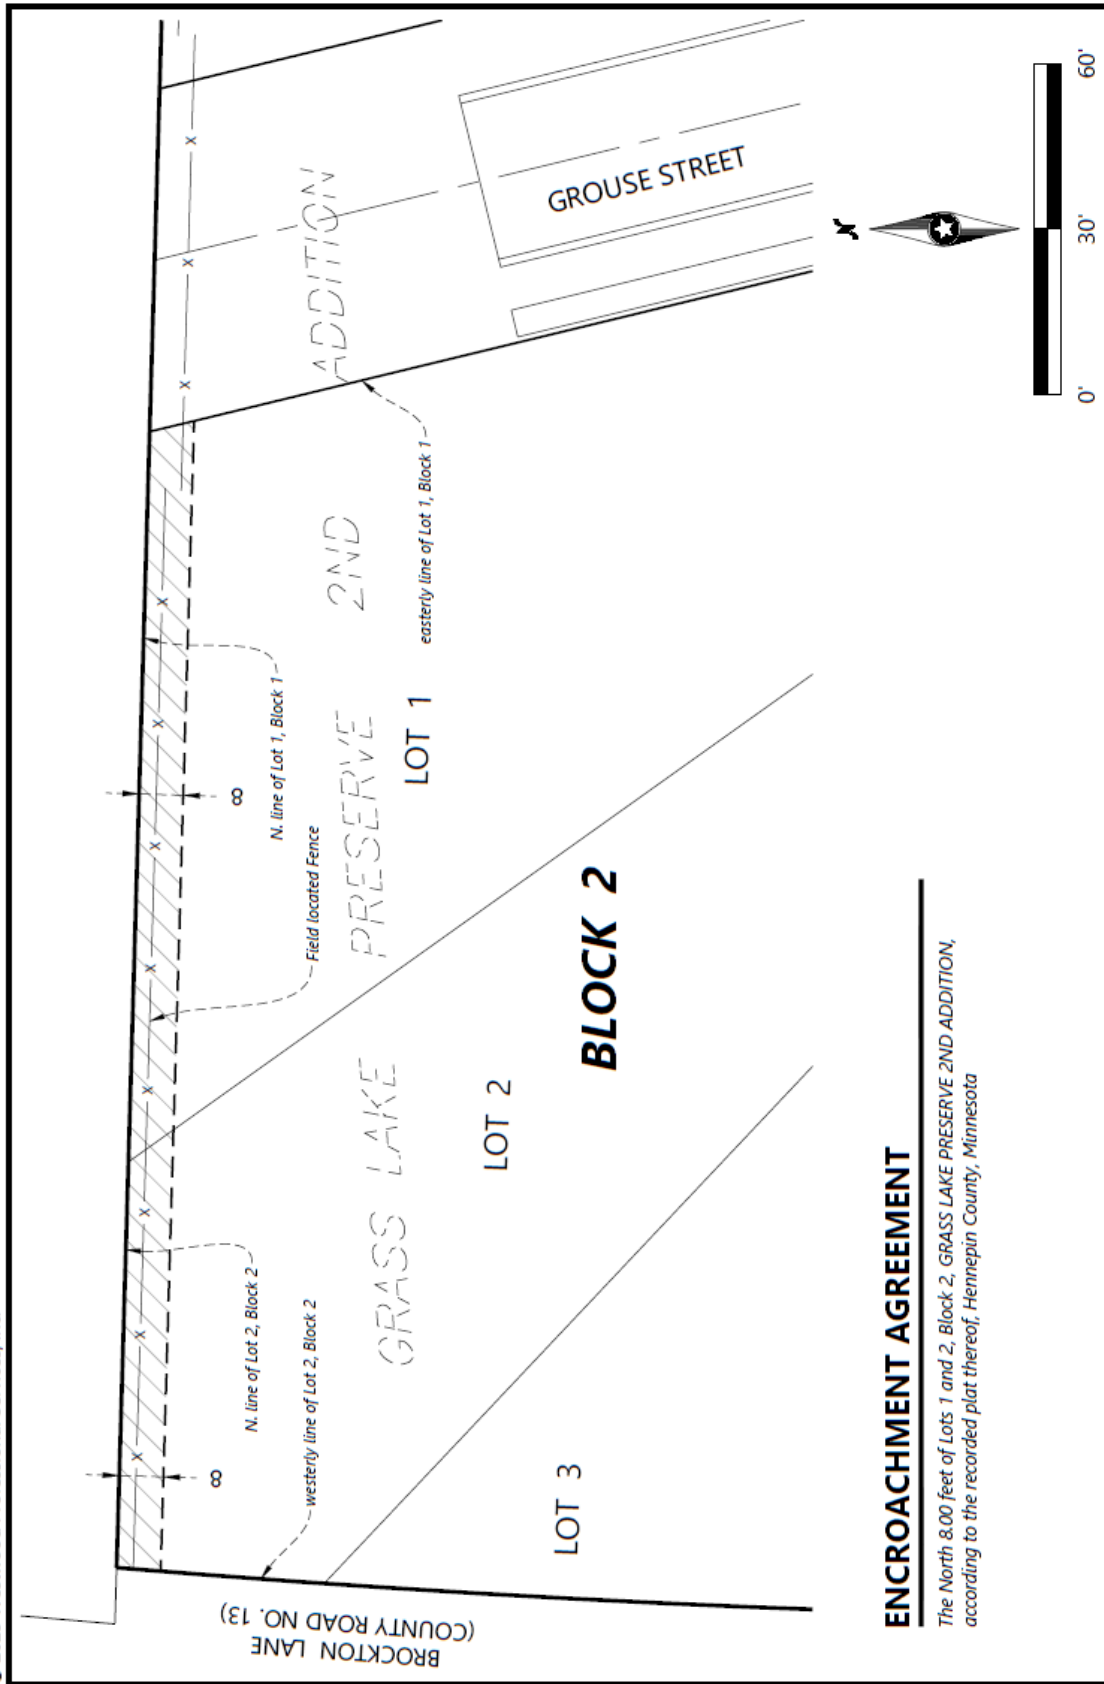 GRASS LAKE PRESERVE 2ND ADDITION
N. line of Lot 2, Block 2
westerly line of Lot 2, Block 2
8
BROCKTON LANE
(COUNTY ROAD NO. 13)
Field located Fence
N. line of Lot 1, Block 1
8
easterly line of Lot 1, Block 1
LOT 1
LOT 2
LOT 3
BLOCK 2
GROUSE STREET
N
0' 30' 60'
ENCROACHMENT AGREEMENT
The North 8.00 feet of Lots 1 and 2, Block 2, GRASS LAKE PRESERVE 2ND ADDITION,
according to the recorded plat thereof, Hennepin County, Minnesota